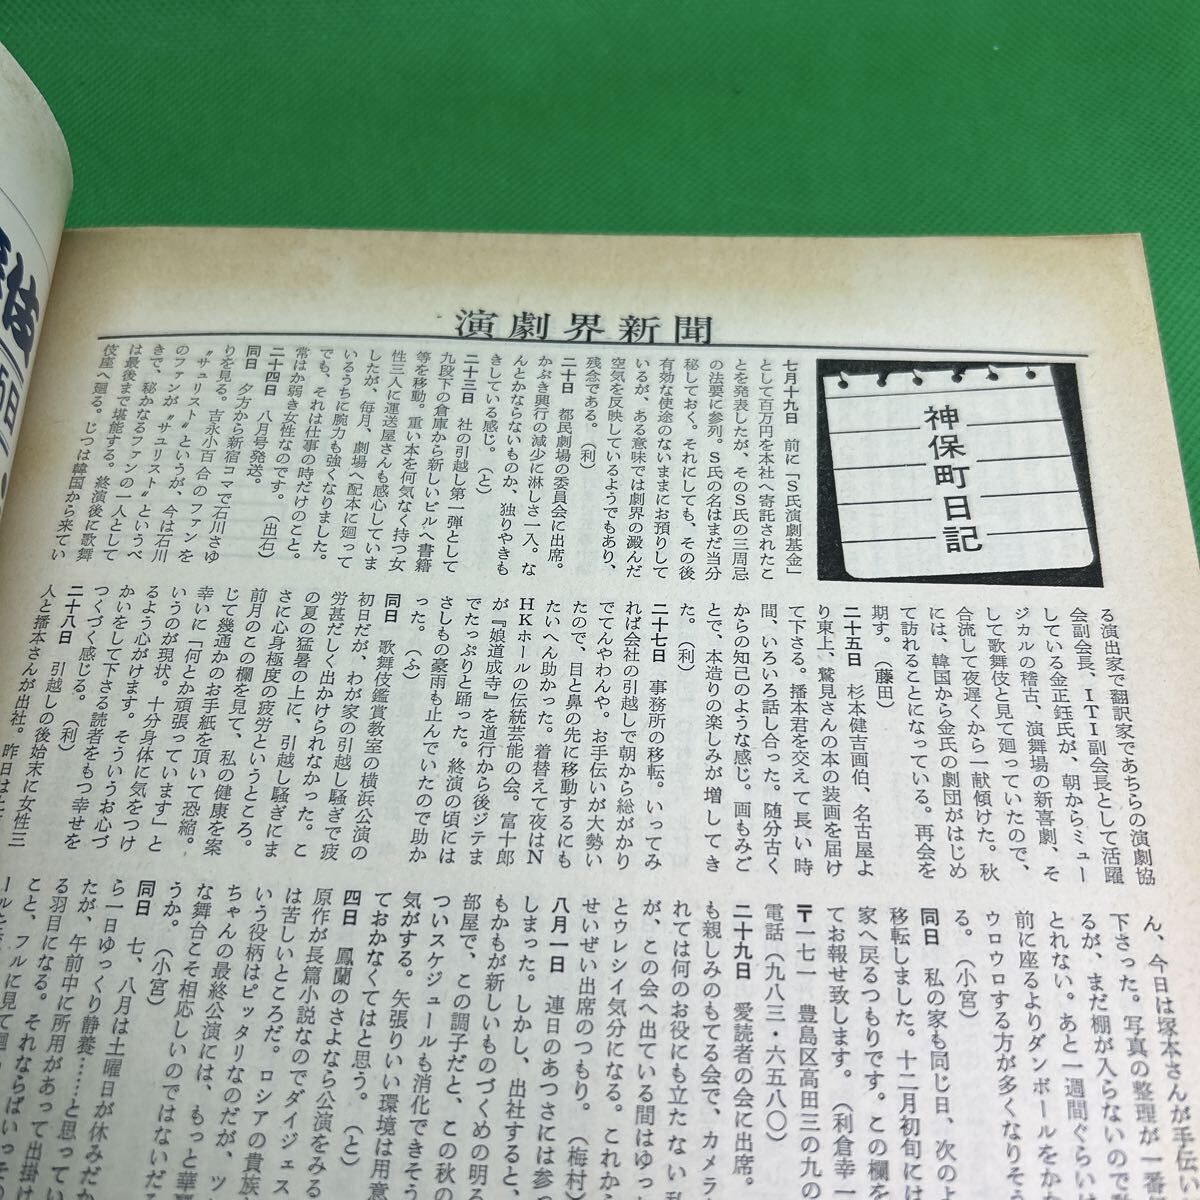 演劇界新聞
神保町日記
七月十九日　前に「S氏演劇基金」
として百万円を本社へ寄託されたこ
とを発表したが、そのS氏の三周忌
の法要に参列。S氏の名はまだ当分
秘しておく。それにしても、その後
有効な使途のないままにお預りして
いるが、ある意味では劇界の澱んだ
空気を反映しているようでもあり、
残念である。（利）
二十日　都民劇場の委員会に出席。
かぶき興行の減少に淋しさ一入。な
んとかならないものか、独りやきも
きしている感じ。（と）
二十三日　社の引越し第一弾として
九段下の倉庫から新しいビルへ書籍
等を移動。重い本を何気なく持つ女
性三人に運送屋さんも感心していま
したが、毎月、劇場へ配本に廻って
いるうちに腕力も強くなりました。
でも、それは仕事の時だけのこと。
常はか弱き女性なのです。（出石）
二十四日　八月号発送。
同日　夕方から新宿コマで石川さゆ
りを見る。吉永小百合のファンを
〝サユリスト〟というが、今は石川
のファンが〝サユリスト〟というべ
きで、秘かなるファンの一人として
は最後まで堪能する。終演後に歌舞
伎座へ廻る。じつは韓国から来てい
る演出家で翻訳家であちらの演劇協
会副会長、ITI副会長として活躍
している金正鈺氏が、朝からミュー
ジカルの稽古、演舞場の新喜劇、そ
して歌舞伎と見て廻っていたので、
合流して夜遅くから一献傾けた。秋
には、韓国から金氏の劇団がはじめ
て訪れることになっている。再会を
期す。（藤田）
二十五日　杉本健吉画伯、名古屋よ
り東上、鷲見さんの本の装画を届け
て下さる。播本君を交えて長い時
間、いろいろ話し合った。随分古く
からの知己のような感じ。画もみご
とで、本造りの楽しみが増してき
た。（利）
二十七日　事務所の移転。いってみ
れば会社の引越しで朝から総がかり
でてんやわんや。お手伝いが大勢い
たので、目と鼻の先に移動するにも
たいへん助かった。着替えて夜はN
HKホールの伝統芸能の会。富十郎
が『娘道成寺』を道行から後ジテま
でたっぷりと踊った。終演の頃には
さしもの豪雨も止んでいたので助か
った。（ふ）
同日　歌舞伎鑑賞教室の横浜公演の
初日だが、わが家の引越し騒ぎで疲
労甚だしく出かけられなかった。こ
の夏の猛暑の上に、引越し騒ぎにま
さに心身極度の疲労というところ。
前月のこの欄を見て、私の健康を案
じて幾通かのお手紙を頂いて恐縮。
幸いに「何とか頑張っています」と
いうのが現状。十分身体に気をつけ
るよう心がけます。そういうお心づ
かいをして下さる読者をもつ幸せを
つくづく感じる。（利）
二十八日　引越しの後始末に女性三
人と播本さんが出社。昨日は
ん、今日は塚本さんが手伝い
下さった。写真の整理が一番
るが、まだ棚が入らないので
とれない。あと一週間ぐらいは
前に座るよりダンボールをか
ウロウロする方が多くなりそ
る。（小宮）
同日　私の家も同じ日、次のよ
移転しました。十二月初旬には
家へ戻るつもりです。この欄を
てお報せ致します。（利倉幸一
〒一七一　豊島区高田三の九の
電話（九八三・六五八〇）
二十九日　愛読者の会に出席。
も親しみのもてる会で、カメラ
れては何のお役にも立たない私
が、この会へ出ている間はゆっ
とウレシイ気分になる。これから
せいぜい出席のつもり。（梅村）
八月一日　連日のあつさには参っ
しまった。しかし、出社すると、
もかもが新しいものづくめの明る
部屋で、この調子だと、この秋の
ついスケジュールも消化できそう
気がする。矢張りいい環境は用意
ておかなくてはと思う。（と）
四日　鳳蘭のさよなら公演をみる
原作が長篇小説なのでダイジェス
は苦しいところだ。ロシアの貴族
いう役柄はピッタリなのだが、ツ
ちゃんの最終公演には、もっと華
な舞台こそ相応しいのではないだ
うか。（小宮）
同日　七、八月は土曜日が休みだか
ら一日ゆっくり静養……と思ってい
たが、午前中に所用があって出掛け
る羽目になる。それならばいっそ
こと、フルに見て廻